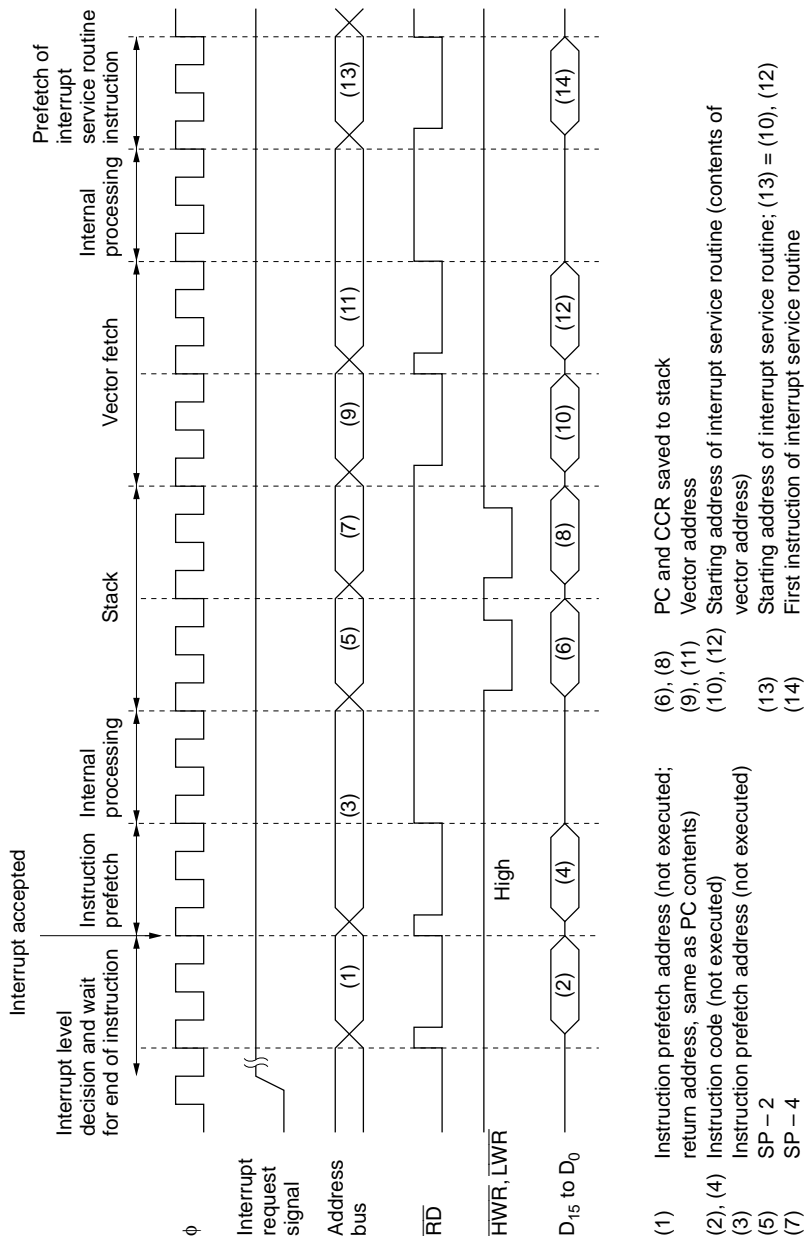 Interrupt accepted
Interrupt level
decision and wait
for end of instruction
Instruction
prefetch
Internal
processing
Stack
Vector fetch
Internal
processing
Prefetch of
interrupt
service routine
instruction
ϕ
Interrupt
request
signal
Address
bus
(1)
(3)
(5)
(7)
(9)
(11)
(13)
RD
HWR, LWR
High
D15 to D0
(2)
(4)
(6)
(8)
(10)
(12)
(14)
(1) Instruction prefetch address (not executed;
return address, same as PC contents)
(2), (4) Instruction code (not executed)
(3) Instruction prefetch address (not executed)
(5) SP – 2
(7) SP – 4
(6), (8) PC and CCR saved to stack
(9), (11) Vector address
(10), (12) Starting address of interrupt service routine (contents of
vector address)
(13) Starting address of interrupt service routine; (13) = (10), (12)
(14) First instruction of interrupt service routine